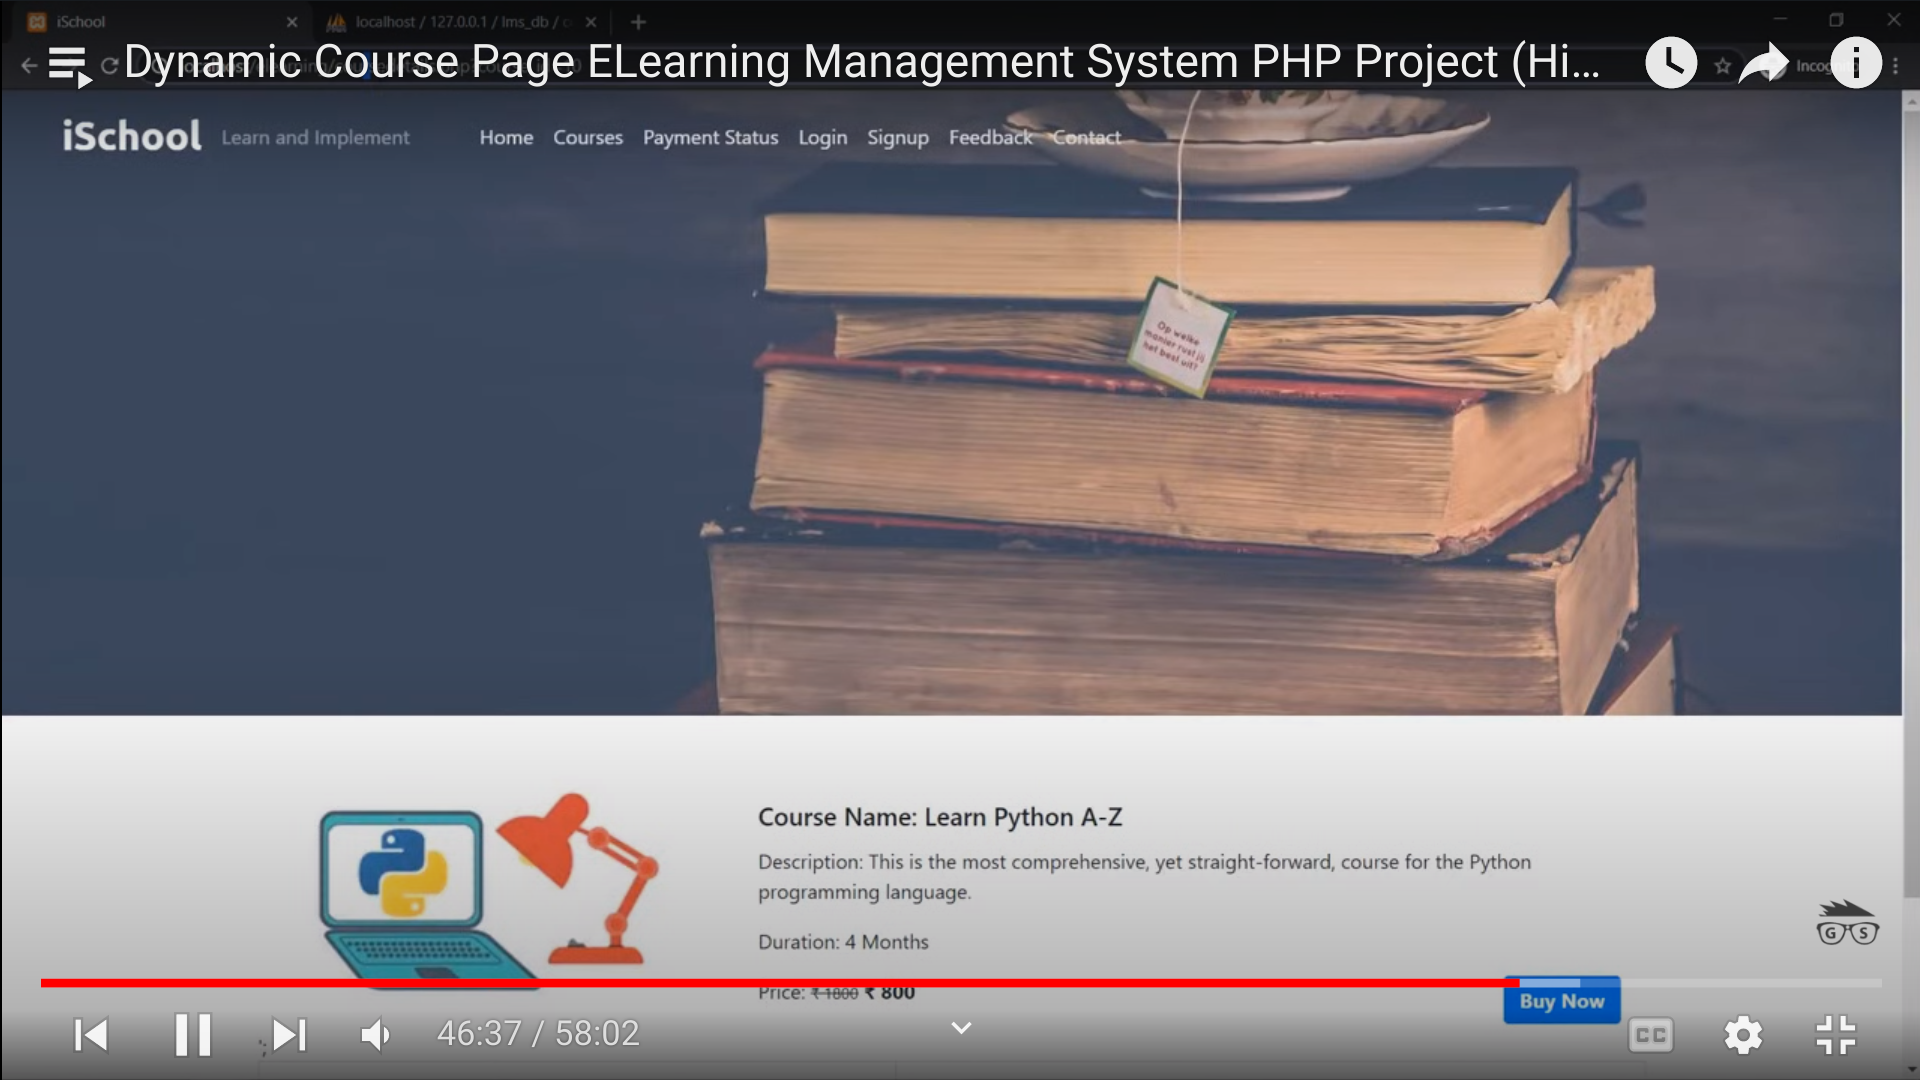 iSchool
localhost / 127.0.0.1 / lms_db /
Dynamic Course Page ELearning Management System PHP Project (Hi...
iSchool Learn and Implement Home Courses Payment Status Login Signup Feedback Contact
Op welke
manier rust jij
het best uit?
Course Name: Learn Python A-Z
Description: This is the most comprehensive, yet straight-forward, course for the Python
programming language.
G S
Duration: 4 Months
Price: ₹ 1800 ₹ 800
Buy Now
46:37 / 58:02
CC